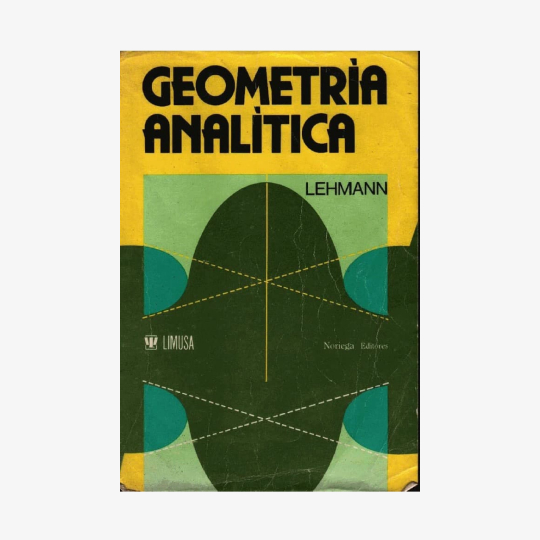 GEOMETRÌA
ANALÌTICA
LEHMANN
LIMUSA
Noriega Editores